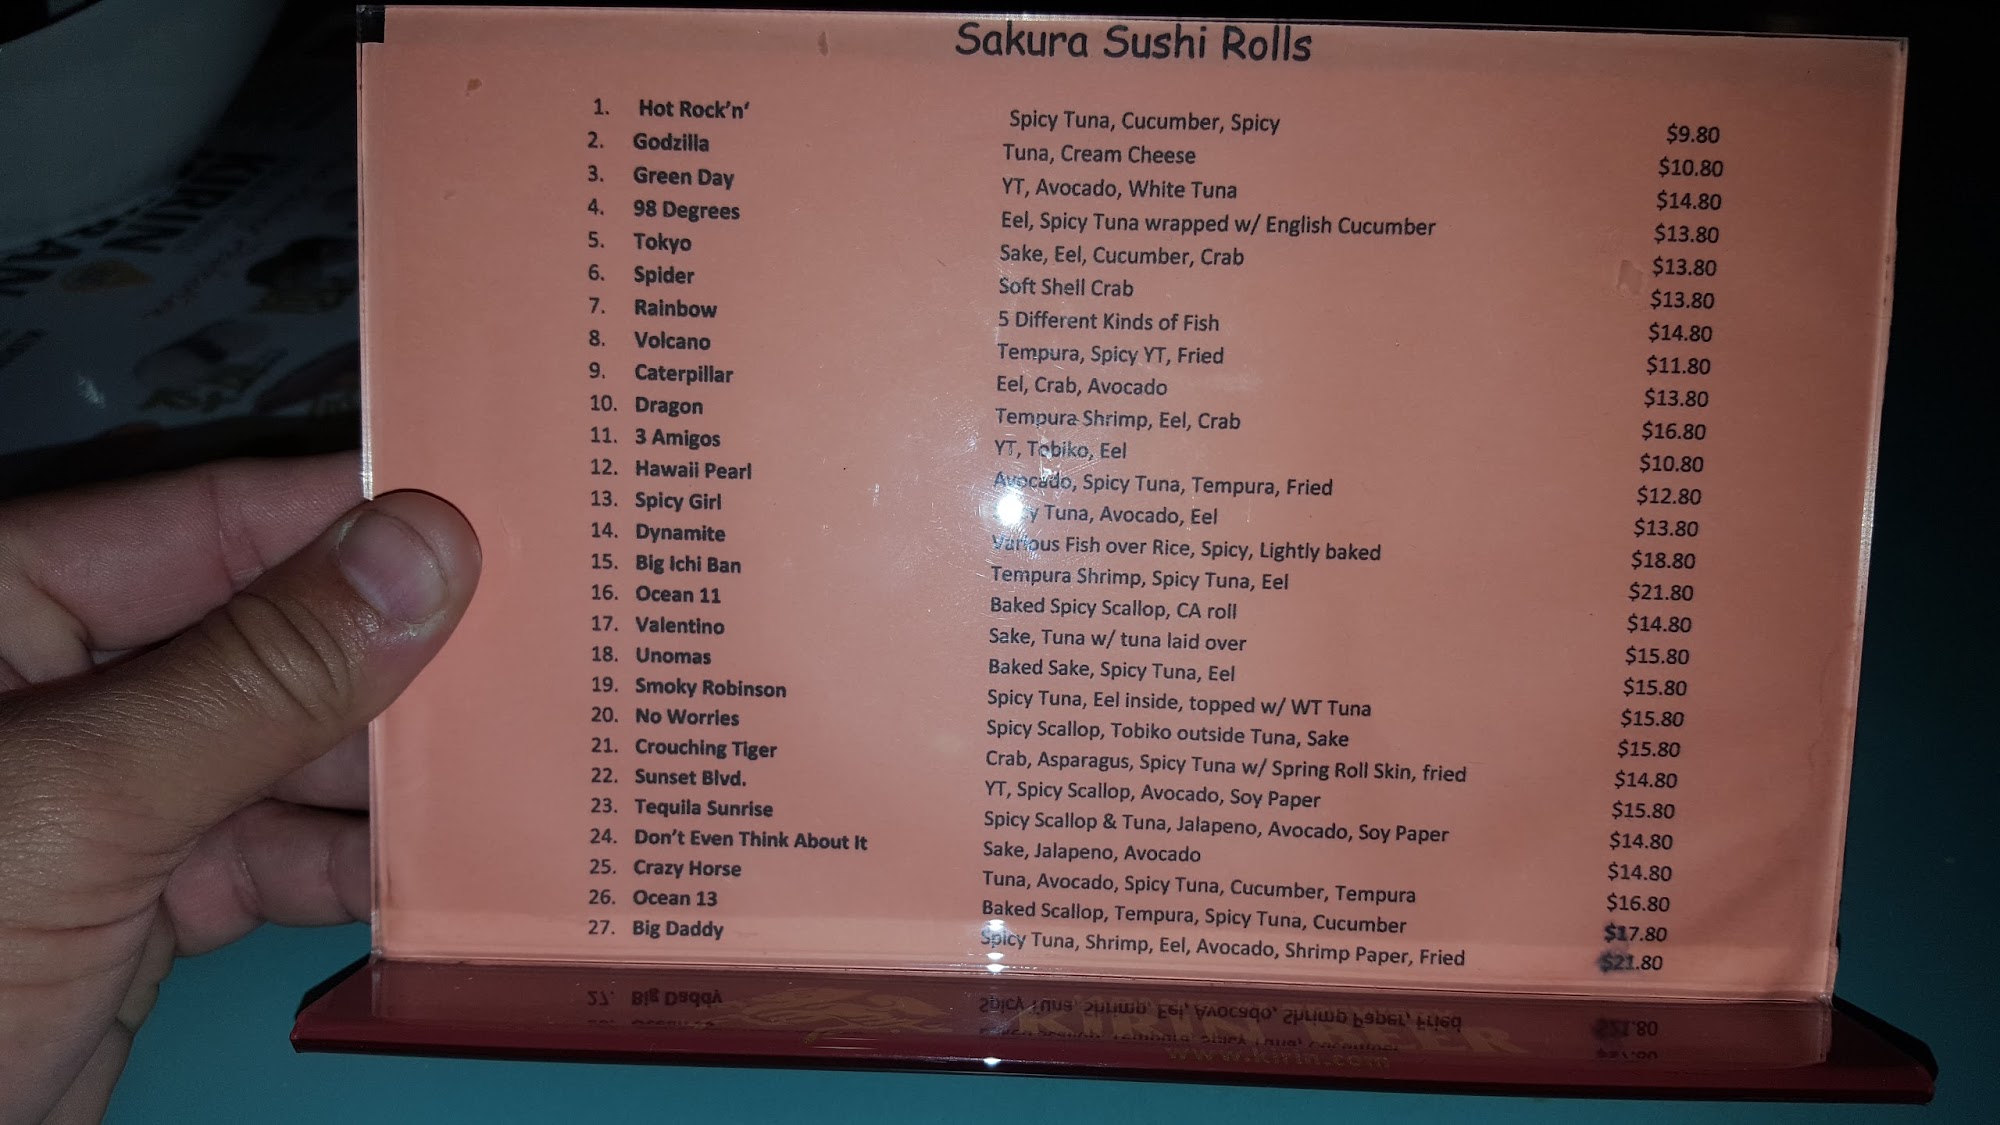 Sakura Sushi Rolls
1. Hot Rock'n' Spicy Tuna, Cucumber, Spicy $9.80
2. Godzilla Tuna, Cream Cheese $10.80
3. Green Day YT, Avocado, White Tuna $14.80
4. 98 Degrees Eel, Spicy Tuna wrapped w/ English Cucumber $13.80
5. Tokyo Sake, Eel, Cucumber, Crab $13.80
6. Spider Soft Shell Crab $13.80
7. Rainbow 5 Different Kinds of Fish $14.80
8. Volcano Tempura, Spicy YT, Fried $11.80
9. Caterpillar Eel, Crab, Avocado $13.80
10. Dragon Tempura Shrimp, Eel, Crab $16.80
11. 3 Amigos YT, Tobiko, Eel $10.80
12. Hawaii Pearl Avocado, Spicy Tuna, Tempura, Fried $12.80
13. Spicy Girl Spicy Tuna, Avocado, Eel $13.80
14. Dynamite Various Fish over Rice, Spicy, Lightly baked $18.80
15. Big Ichi Ban Tempura Shrimp, Spicy Tuna, Eel $21.80
16. Ocean 11 Baked Spicy Scallop, CA roll $14.80
17. Valentino Sake, Tuna w/ tuna laid over $15.80
18. Unomas Baked Sake, Spicy Tuna, Eel $15.80
19. Smoky Robinson Spicy Tuna, Eel inside, topped w/ WT Tuna $15.80
20. No Worries Spicy Scallop, Tobiko outside Tuna, Sake $15.80
21. Crouching Tiger Crab, Asparagus, Spicy Tuna w/ Spring Roll Skin, fried $14.80
22. Sunset Blvd. YT, Spicy Scallop, Avocado, Soy Paper $15.80
23. Tequila Sunrise Spicy Scallop & Tuna, Jalapeno, Avocado, Soy Paper $14.80
24. Don't Even Think About It Sake, Jalapeno, Avocado $14.80
25. Crazy Horse Tuna, Avocado, Spicy Tuna, Cucumber, Tempura $16.80
26. Ocean 13 Baked Scallop, Tempura, Spicy Tuna, Cucumber $17.80
27. Big Daddy Spicy Tuna, Shrimp, Eel, Avocado, Shrimp Paper, Fried $21.80
KIRIN BEER
www.kirin.com
KIRIN